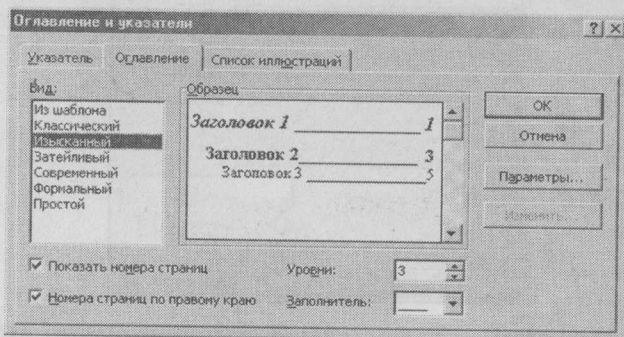 Оглавление и указатели
Указатель Оглавление Список иллюстраций
Вид:
Из шаблона
Классический
Изысканный
Затейливый
Современный
Формальный
Простой
Образец
Заголовок 1 1
Заголовок 2 3
Заголовок 3 5
ОК
Отмена
Параметры...
Изменить...
Показать номера страниц
Номера страниц по правому краю
Уровни: 3
Заполнитель: